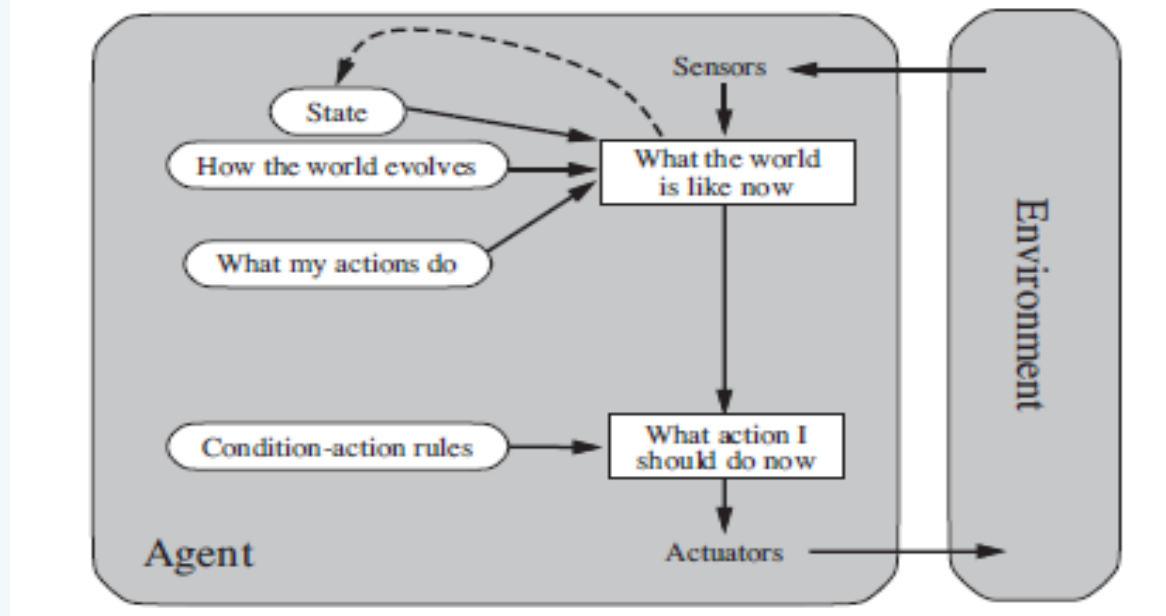 Sensors
State
How the world evolves
What the world
is like now
What my actions do
Environment
Condition-action rules
What action I
should do now
Agent
Actuators